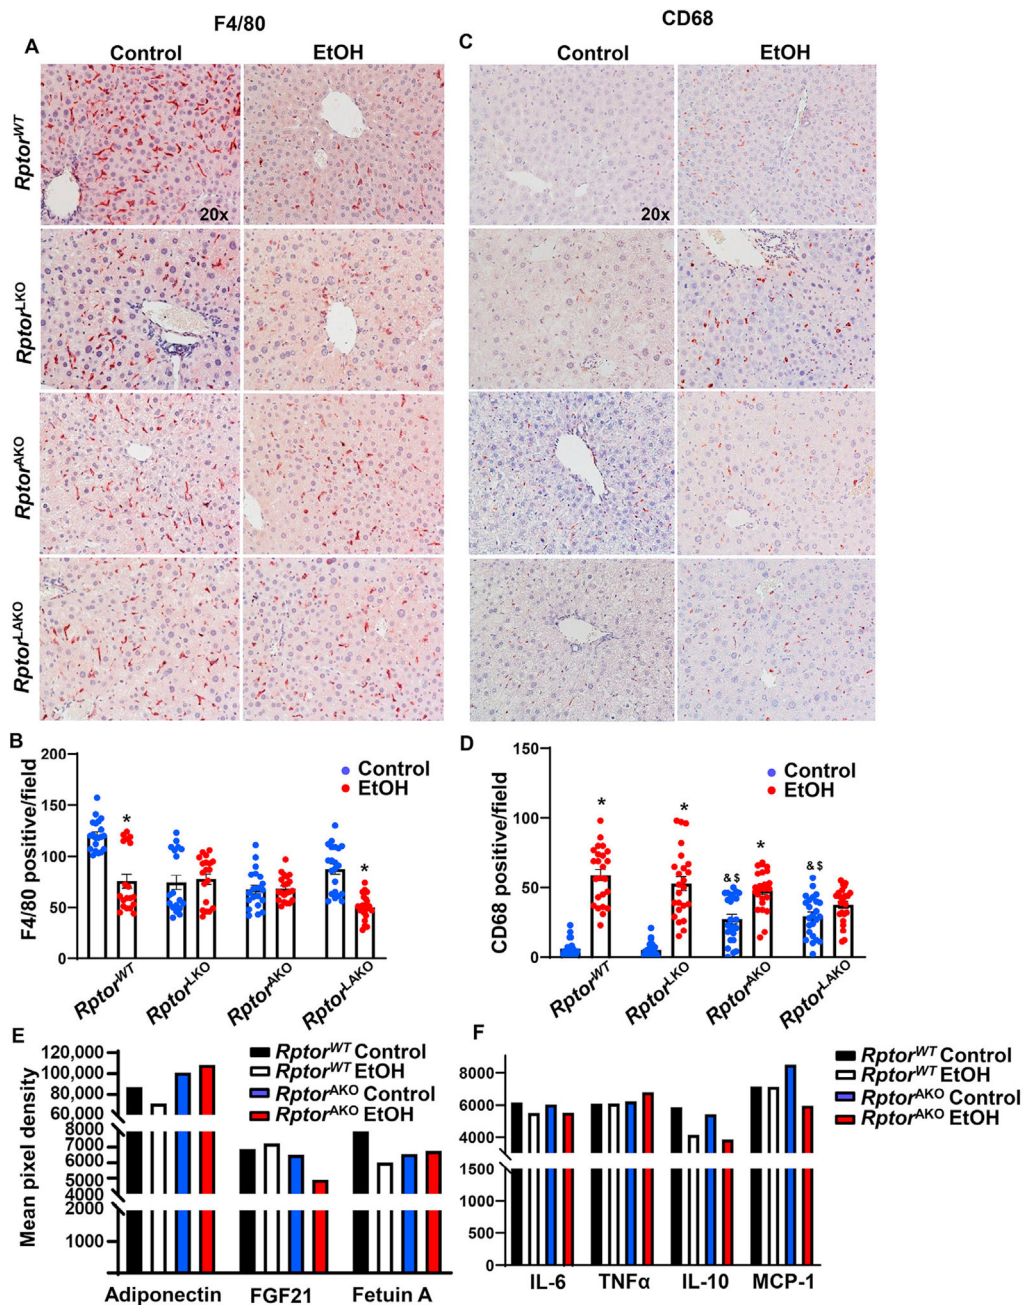 F4/80
CD68
A
Control
EtOH
C
Control
EtOH
Rptor^WT
20x
20x
Rptor^LKO
Rptor^AKO
Rptor^LAKO
B
F4/80 positive/field
200
150
100
50
0
Control
EtOH
*
*
Rptor^WT
Rptor^LKO
Rptor^AKO
Rptor^LAKO
D
CD68 positive/field
150
100
50
0
Control
EtOH
*
*
&$
*
&$
Rptor^WT
Rptor^LKO
Rptor^AKO
Rptor^LAKO
E
Mean pixel density
120,000
100,000
80,000
60,000
8000
7000
6000
5000
4000
2000
1000
Rptor^WT Control
Rptor^WT EtOH
Rptor^AKO Control
Rptor^AKO EtOH
Adiponectin
FGF21
Fetuin A
F
8000
6000
4000
1500
1000
500
0
Rptor^WT Control
Rptor^WT EtOH
Rptor^AKO Control
Rptor^AKO EtOH
IL-6
TNFα
IL-10
MCP-1